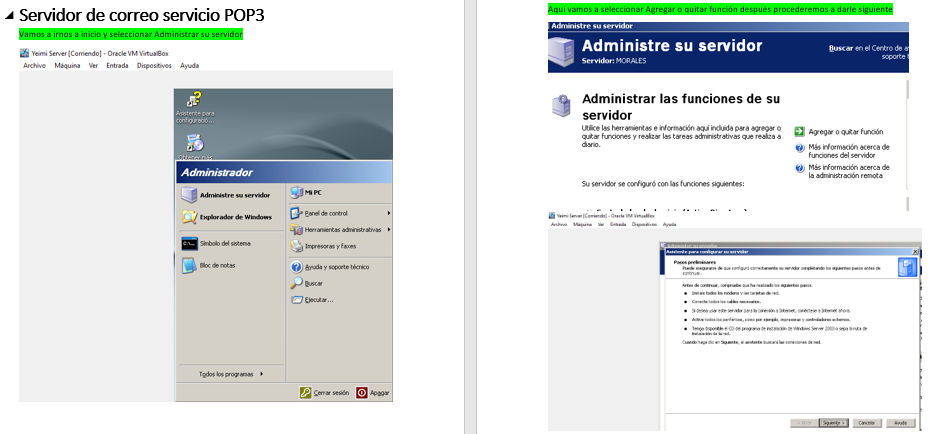 Servidor de correo servicio POP3
Vamos a irnos a inicio y seleccionar Administrar su servidor
Yeimi Server [Corriendo] - Oracle VM VirtualBox
Archivo Máquina Ver Entrada Dispositivos Ayuda
Asistente para
configuració...
Obtener más
Administrador
Administre su servidor
Explorador de Windows
Símbolo del sistema
Bloc de notas
Todos los programas
Mi PC
Panel de control
Herramientas administrativas
Impresoras y faxes
Ayuda y soporte técnico
Buscar
Ejecutar...
Cerrar sesión Apagar
Aquí vamos a seleccionar Agregar o quitar función después procederemos a darle siguiente
Administre su servidor
Administre su servidor
Servidor: MORALES
Buscar en el Centro de
soporte
Administrar las funciones de su
servidor
Utilice las herramientas e información aquí incluida para agregar o
quitar funciones y realizar las tareas administrativas que realiza a
diario.
Agregar o quitar función
Más información acerca de
funciones del servidor
Más información acerca de
la administración remota
Su servidor se configuró con las funciones siguientes:
Yeimi Server [Corriendo] - Oracle VM VirtualBox
Archivo Máquina Ver Entrada Dispositivos Ayuda
Asistente para configurar su servidor
Pasos preliminares
Puede asegurarse de que configuró correctamente su servidor completando los siguientes pasos antes de
continuar.
Antes de continuar, compruebe que ha realizado los siguientes pasos.
Instale todos los módems y las tarjetas de red.
Conecte todos los cables necesarios.
Si desea usar este servidor para la conexión a Internet, conéctese a Internet ahora.
Active todos los periféricos, como por ejemplo, impresoras y controladores externos.
Tenga disponible el CD del programa de instalación de Windows Server 2003 o sepa la ruta de
instalación de la red.
Cuando haga clic en Siguiente, el asistente buscará las conexiones de red.
Siguiente > Cancelar Ayuda